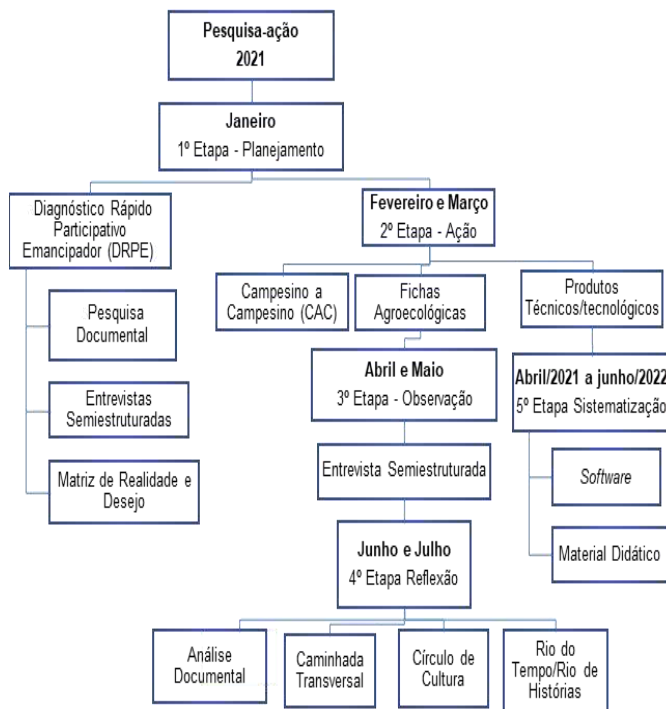 Pesquisa-ação
2021
Janeiro
1º Etapa - Planejamento
Diagnóstico Rápido
Participativo
Emancipador (DRPE)
Fevereiro e Março
2º Etapa - Ação
Pesquisa
Documental
Entrevistas
Semiestruturadas
Matriz de Realidade e
Desejo
Campesino a
Campesino (CAC)
Fichas
Agroecológicas
Produtos
Técnicos/tecnológicos
Abril e Maio
3º Etapa - Observação
Abril/2021 a junho/2022
5º Etapa Sistematização
Entrevista Semiestruturada
Software
Material Didático
Junho e Julho
4º Etapa Reflexão
Análise
Documental
Caminhada
Transversal
Círculo de
Cultura
Rio do
Tempo/Rio de
Histórias